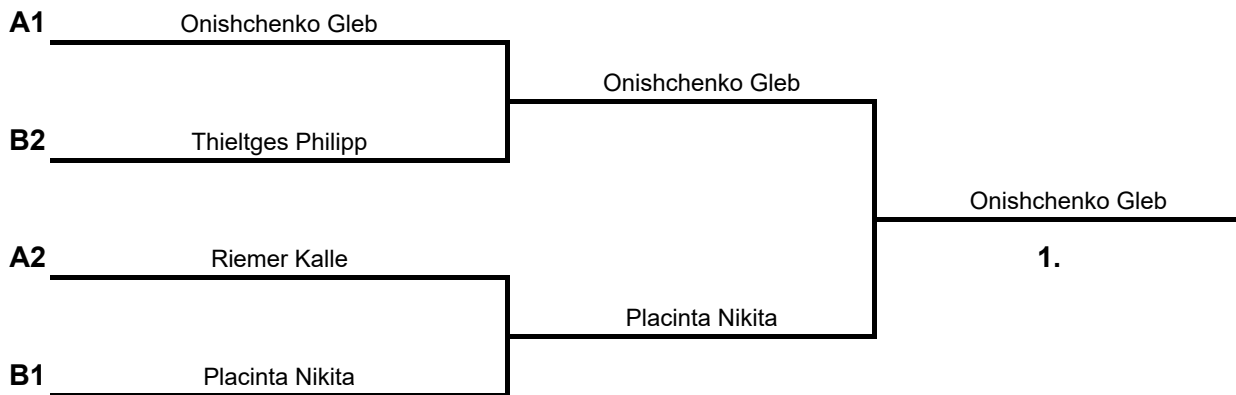 A1 Onishchenko Gleb
Onishchenko Gleb
B2 Thieltges Philipp
Onishchenko Gleb
A2 Riemer Kalle
1.
Placinta Nikita
B1 Placinta Nikita